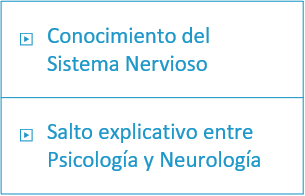 Conocimiento del
Sistema Nervioso
Salto explicativo entre
Psicología y Neurología